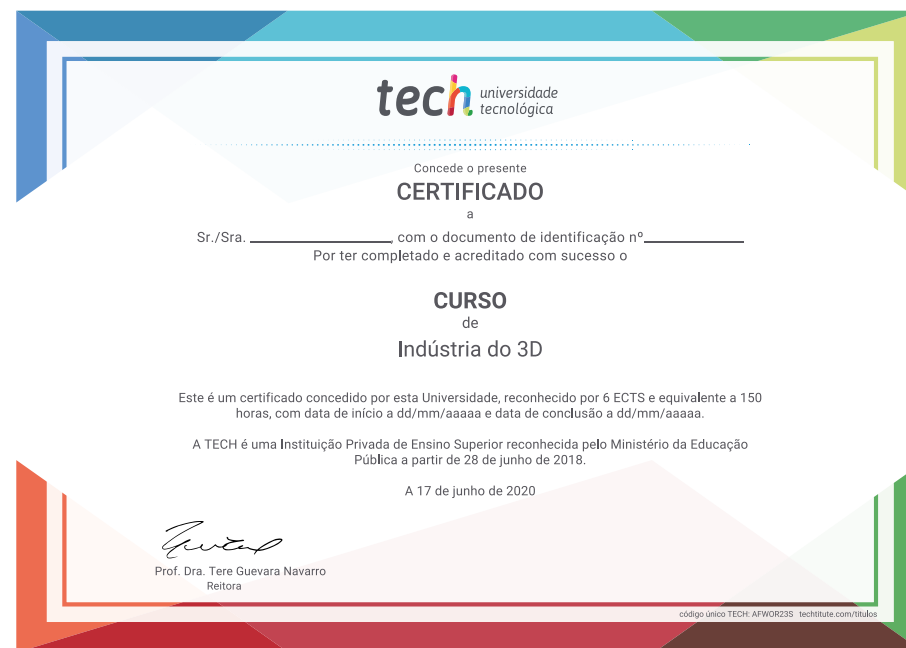 tech universidade
tecnológica
Concede o presente
CERTIFICADO
a
Sr./Sra. ____________________, com o documento de identificação nº______________
Por ter completado e acreditado com sucesso o
CURSO
de
Indústria do 3D
Este é um certificado concedido por esta Universidade, reconhecido por 6 ECTS e equivalente a 150
horas, com data de início a dd/mm/aaaaa e data de conclusão a dd/mm/aaaaa.
A TECH é uma Instituição Privada de Ensino Superior reconhecida pelo Ministério da Educação
Pública a partir de 28 de junho de 2018.
A 17 de junho de 2020
Prof. Dra. Tere Guevara Navarro
Reitora
código único TECH: AFWOR23S techtitute.com/titulos